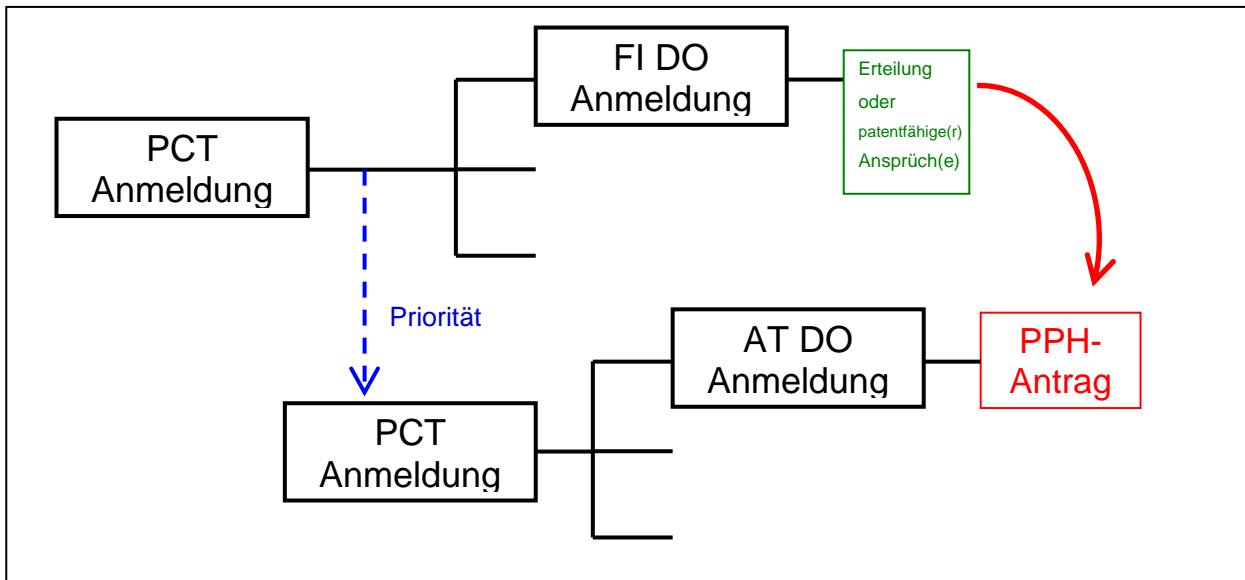 FI DO
Anmeldung
Erteilung
oder
patentfähige(r)
Ansprüch(e)
PCT
Anmeldung
Priorität
AT DO
Anmeldung
PPH-
Antrag
PCT
Anmeldung